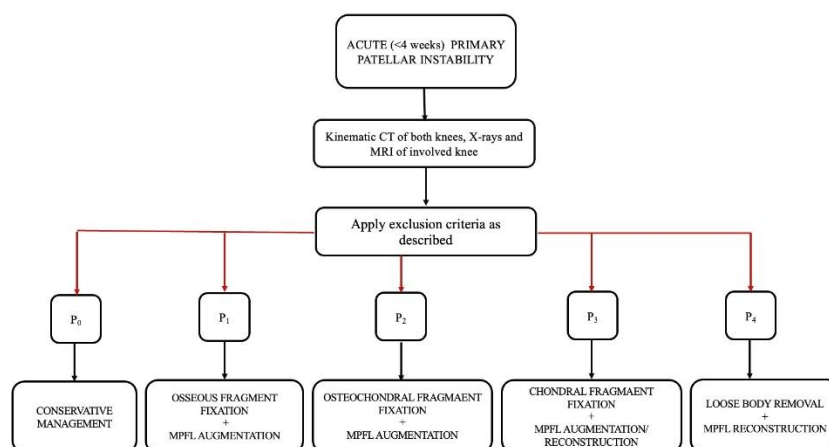 ACUTE (<4 weeks) PRIMARY
PATELLAR INSTABILITY
Kinematic CT of both knees, X-rays and
MRI of involved knee
Apply exclusion criteria as
described
P0
P1
P2
P3
P4
CONSERVATIVE
MANAGEMENT
OSSEOUS FRAGMENT
FIXATION
+
MPFL AUGMENTATION
OSTEOCHONDRAL FRAGMAENT
FIXATION
+
MPFL AUGMENTATION
CHONDRAL FRAGMAENT
FIXATION
+
MPFL AUGMENTATION/
RECONSTRUCTION
LOOSE BODY REMOVAL
+
MPFL RECONSTRUCTION